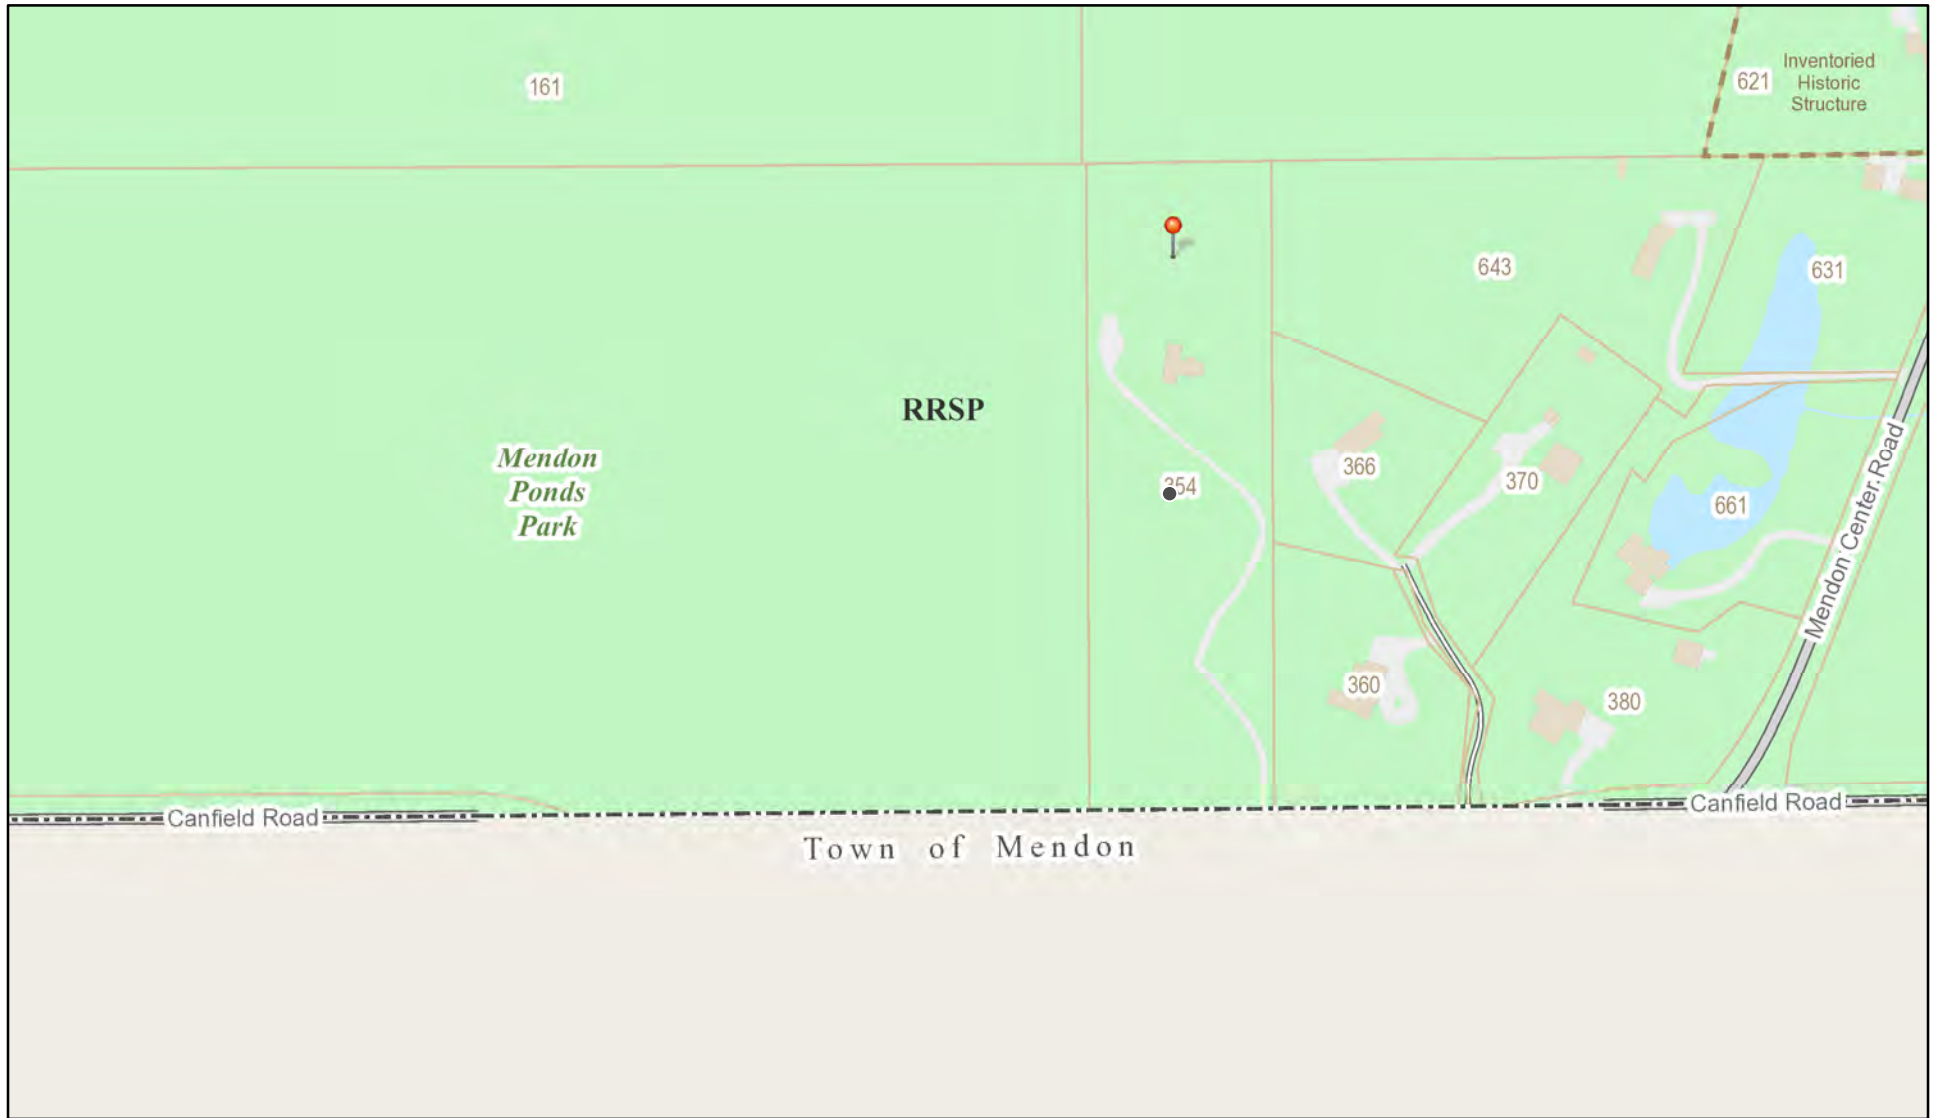 161
621
Inventoried
Historic
Structure
643
631
RRSP
Mendon
Ponds
Park
354
366
370
661
Mendon Center Road
360
380
Canfield Road
Canfield Road
Town of Mendon